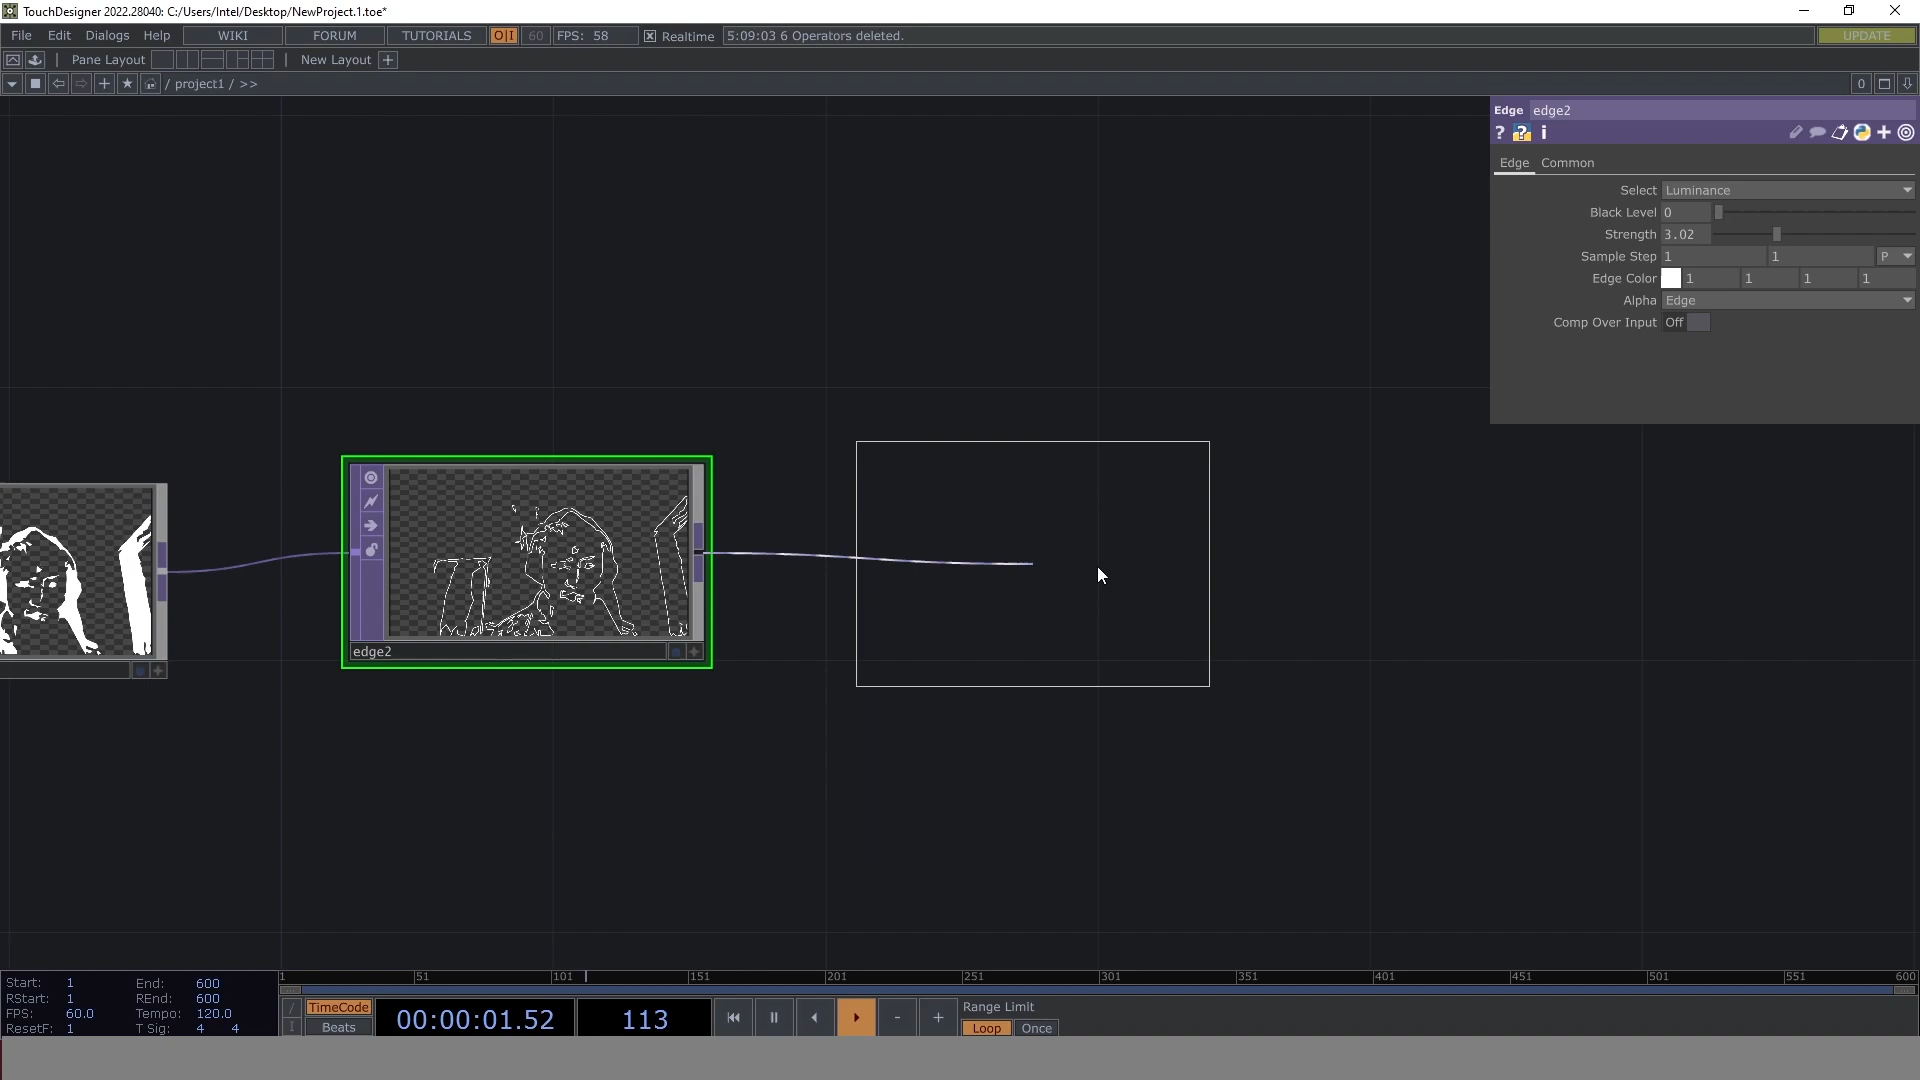 TouchDesigner 2022.28040: C:/Users/Intel/Desktop/NewProject.1.toe*
File Edit Dialogs Help WIKI FORUM TUTORIALS O|I 60 FPS: 58 Realtime 5:09:03 6 Operators deleted. UPDATE
Pane Layout New Layout +
/ project1 / >> 0
Edge edge2
? ? i
Edge Common
Select Luminance
Black Level 0
Strength 3.02
Sample Step 1 1 P
Edge Color 1 1 1 1
Alpha Edge
Comp Over Input Off
edge2
1 51 101 151 201 251 301 351 401 451 501 551 600
Start: 1 End: 600
RStart: 1 REnd: 600
FPS: 60.0 Tempo: 120.0
ResetF: 1 T Sig: 4 4
/ TimeCode
I Beats
00:00:01.52 113
- +
Range Limit
Loop Once